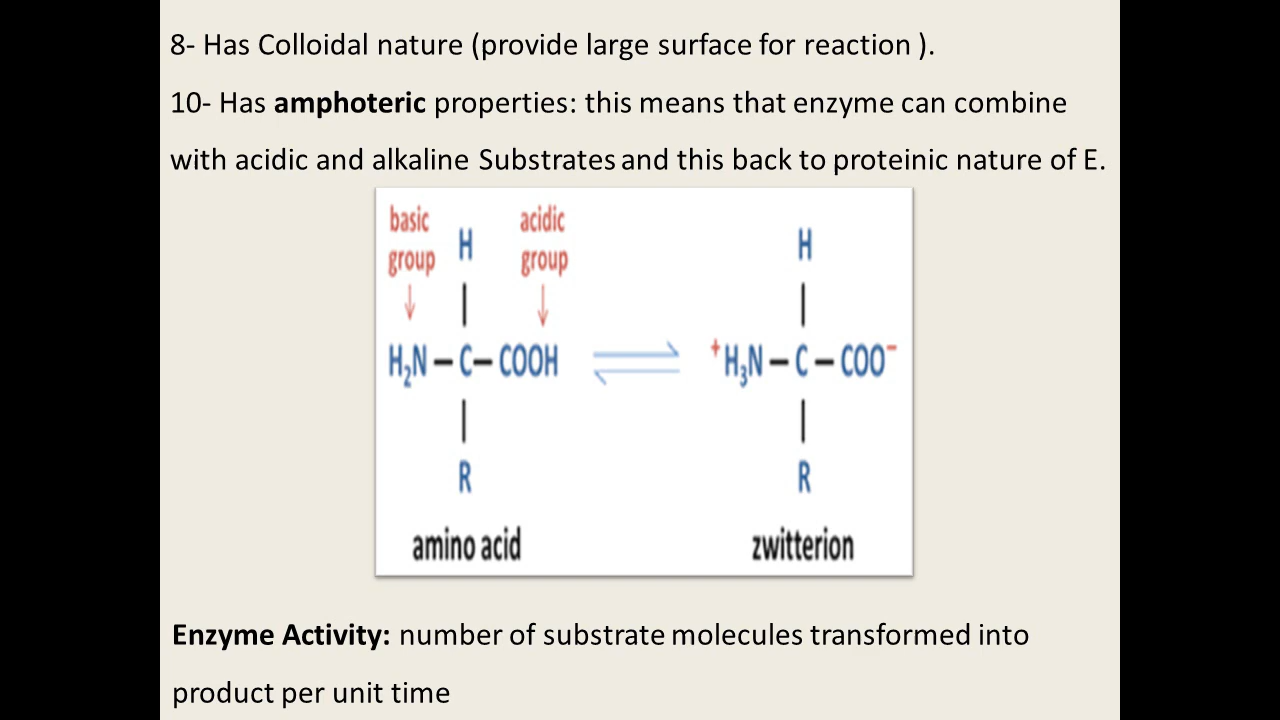 8- Has Colloidal nature (provide large surface for reaction ).
10- Has amphoteric properties: this means that enzyme can combine
with acidic and alkaline Substrates and this back to proteinic nature of E.
basic acidic
group H group H
H₂N – C – COOH ⇌ ⁺H₃N – C – COO⁻
R R
amino acid zwitterion
Enzyme Activity: number of substrate molecules transformed into
product per unit time